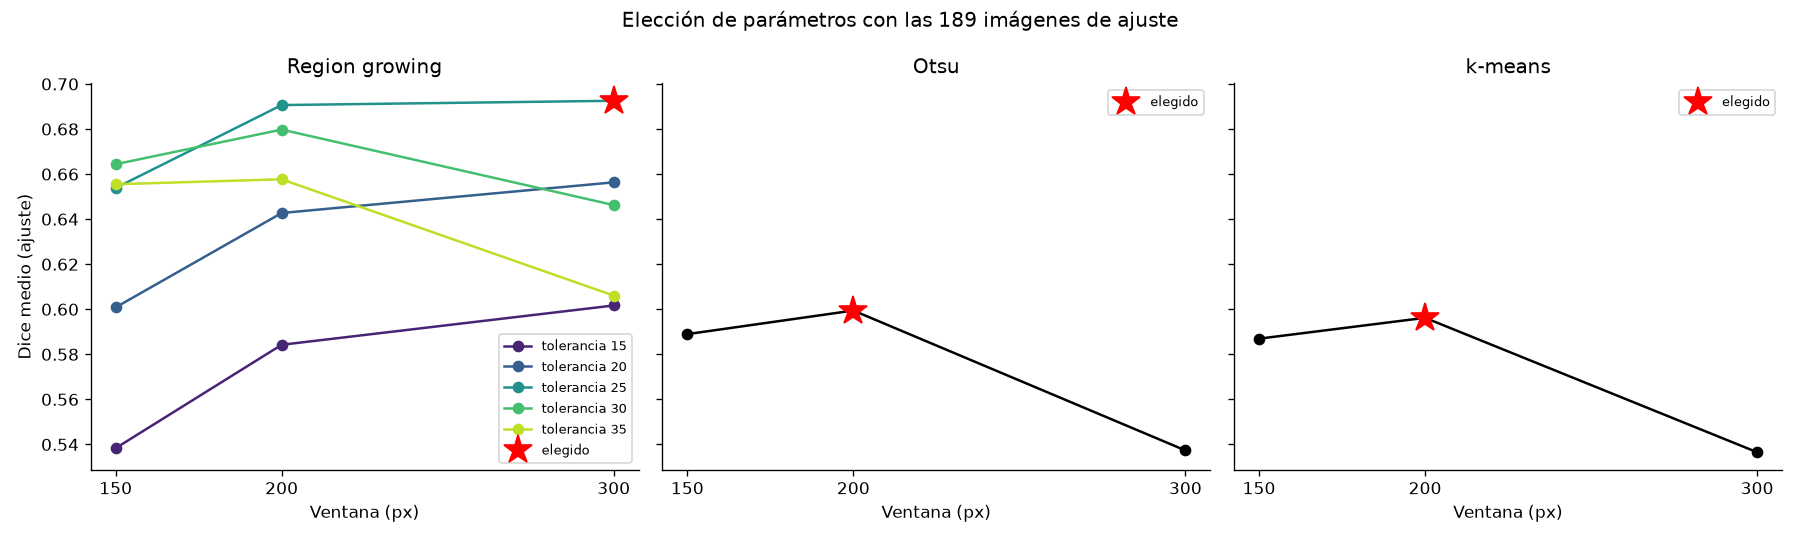 Elección de parámetros con las 189 imágenes de ajuste
Region growing
Dice medio (ajuste)
0.70
0.68
0.66
0.64
0.62
0.60
0.58
0.56
0.54
tolerancia 15
tolerancia 20
tolerancia 25
tolerancia 30
tolerancia 35
elegido
150 200 300
Ventana (px)
Otsu
elegido
150 200 300
Ventana (px)
k-means
elegido
150 200 300
Ventana (px)